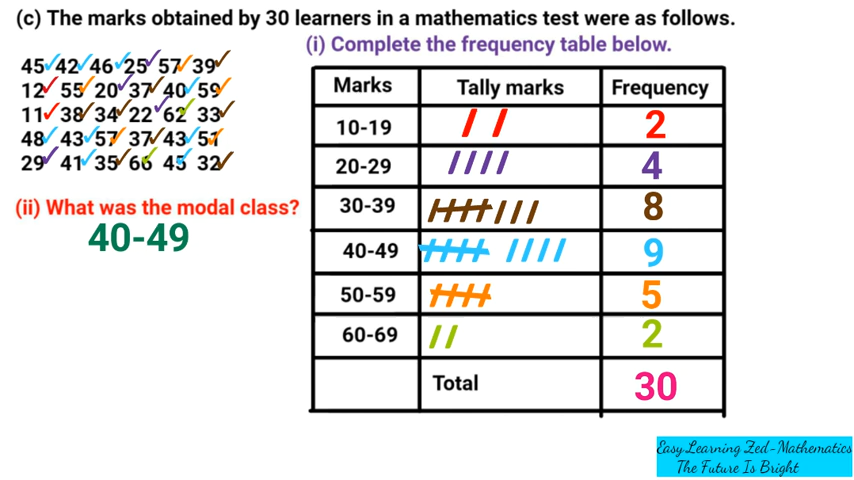 (c) The marks obtained by 30 learners in a mathematics test were as follows.
(i) Complete the frequency table below.
45 42 46 25 57 39
12 55 20 37 40 59
11 38 34 22 62 33
48 43 57 37 43 51
29 41 35 66 45 32
(ii) What was the modal class?
40-49
Marks Tally marks Frequency
10-19 2
20-29 4
30-39 8
40-49 9
50-59 5
60-69 2
Total 30
Easy Learning Zed-Mathematics
The Future Is Bright